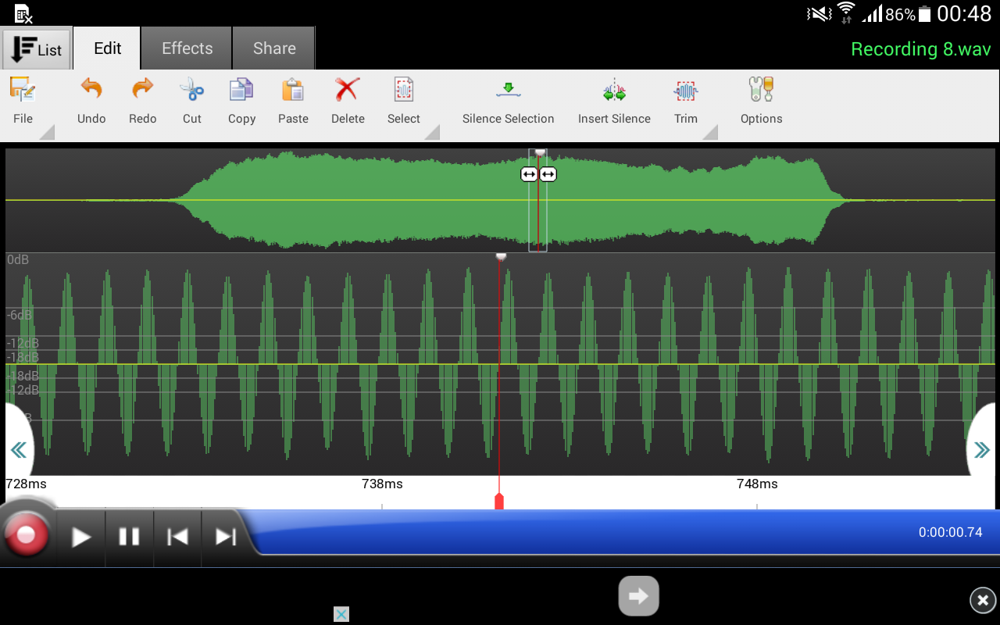 86% 00:48
List Edit Effects Share Recording 8.wav
File Undo Redo Cut Copy Paste Delete Select Silence Selection Insert Silence Trim Options
0dB
-6dB
-12dB
-18dB
-18dB
-12dB
B
728ms 738ms 748ms
0:00:00.74